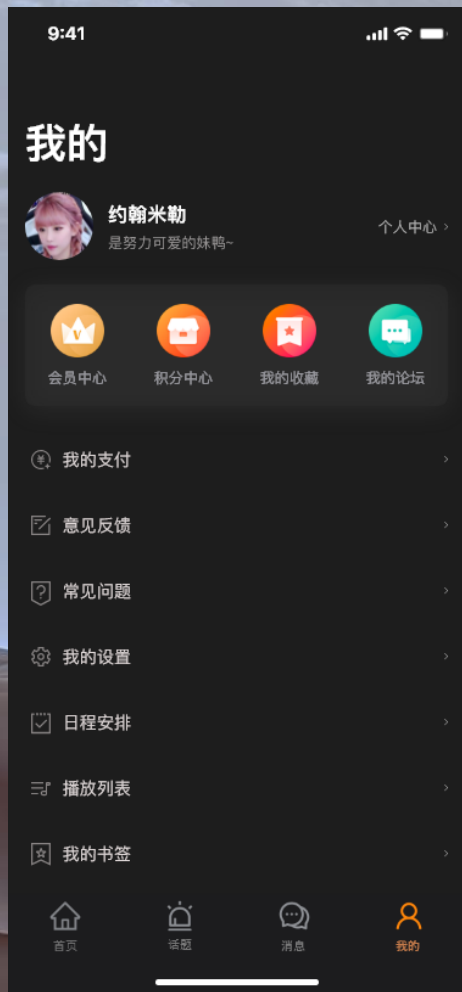 9:41
我的
约翰米勒
是努力可爱的妹鸭~
个人中心
会员中心 积分中心 我的收藏 我的论坛
我的支付
意见反馈
常见问题
我的设置
日程安排
播放列表
我的书签
首页 话题 消息 我的